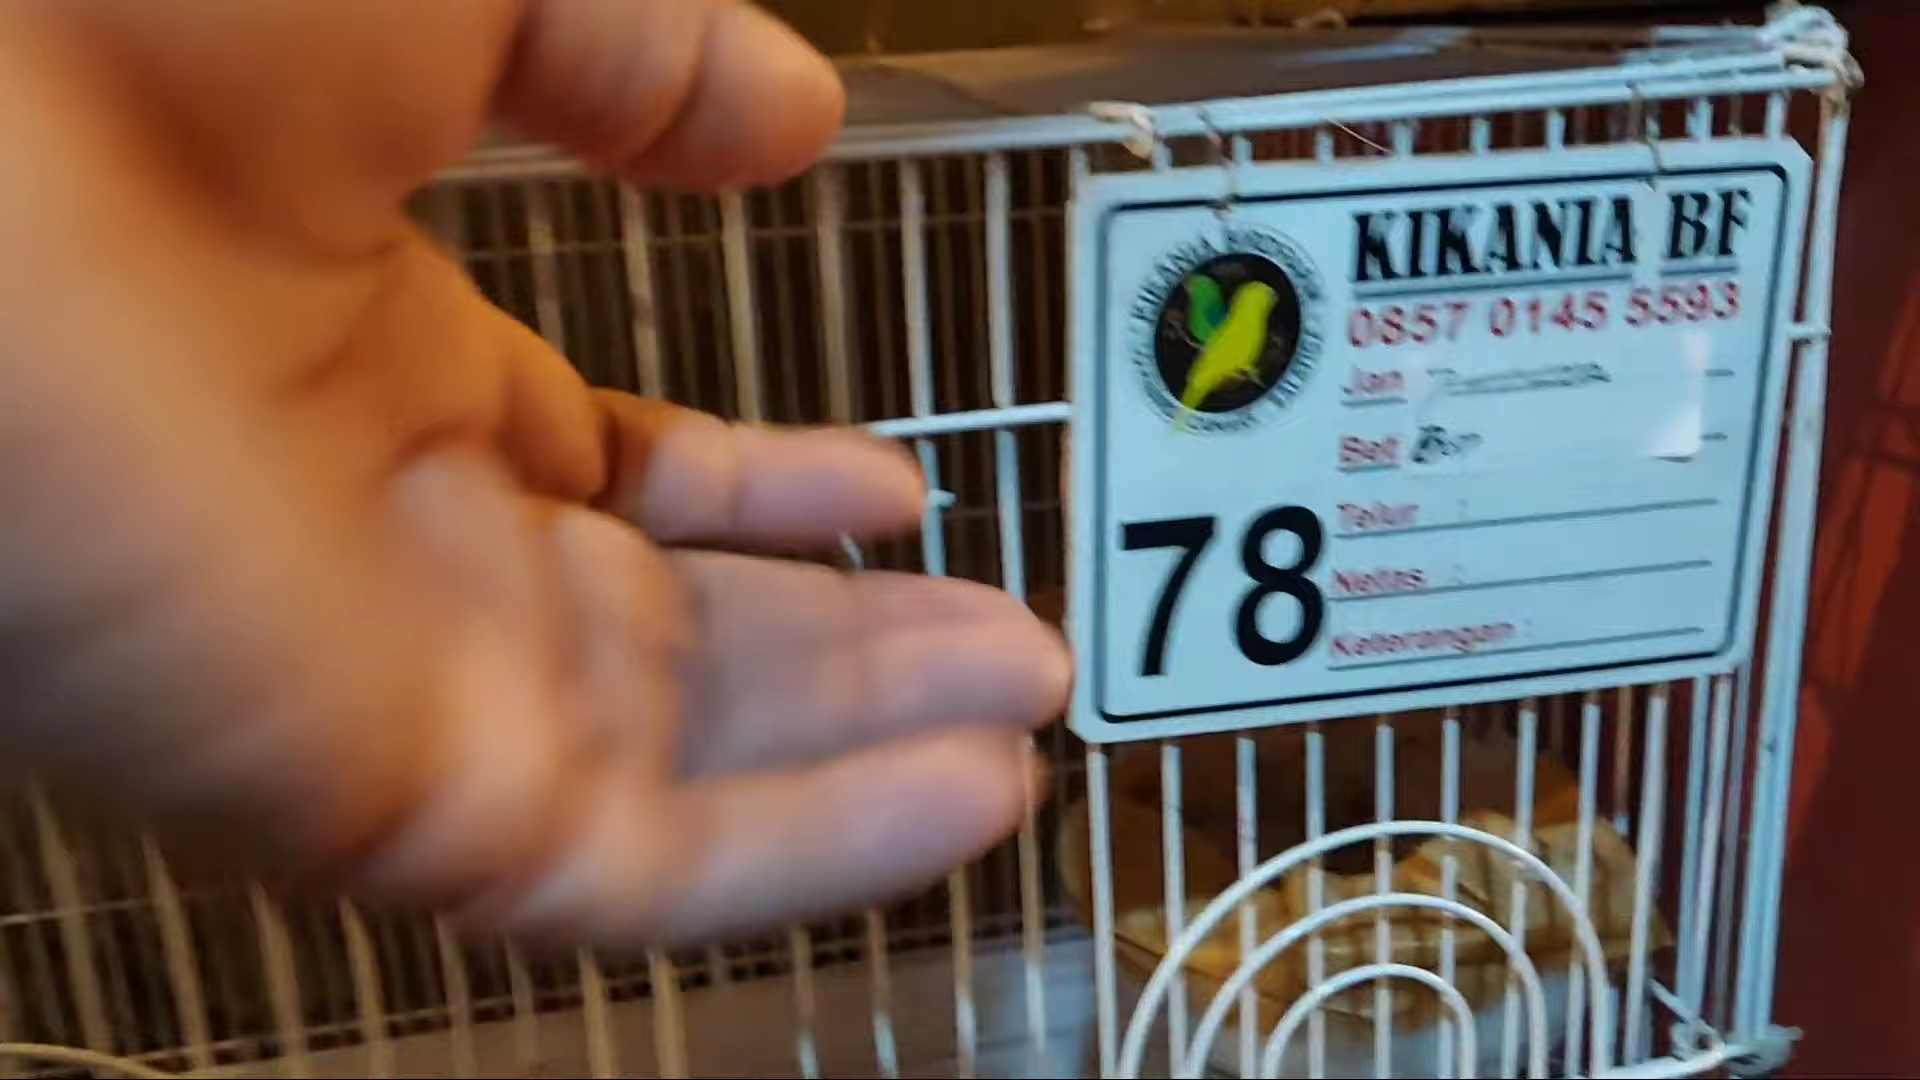 KIKANIA BF
0857 0145 5593
Jan
Bet
78
Telur :
Netas :
Keterangan :